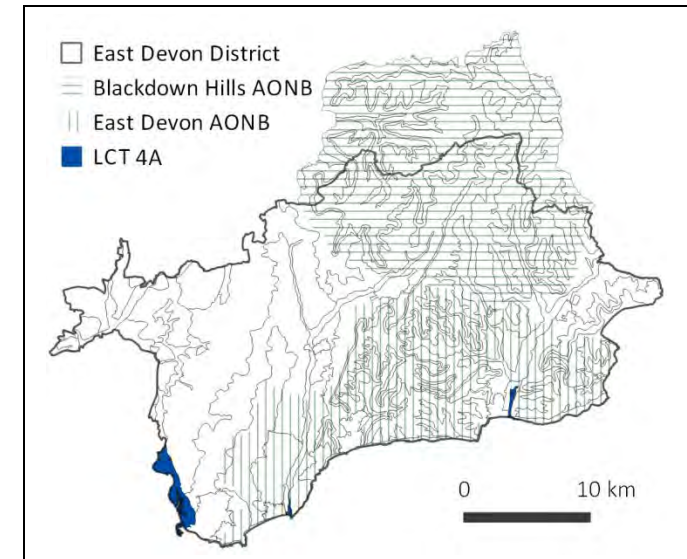 East Devon District
Blackdown Hills AONB
East Devon AONB
LCT 4A
0 10 km